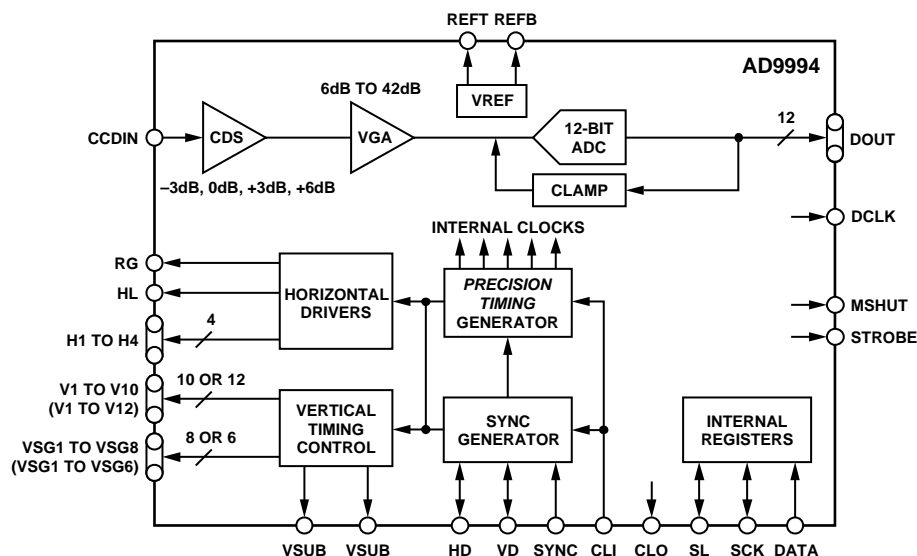 REFT REFB
AD9994
6dB TO 42dB
VREF
CCDIN
CDS
VGA
12-BIT
ADC
12
DOUT
–3dB, 0dB, +3dB, +6dB
CLAMP
DCLK
INTERNAL CLOCKS
RG
HL
HORIZONTAL
DRIVERS
PRECISION
TIMING
GENERATOR
MSHUT
STROBE
H1 TO H4
4
V1 TO V10
(V1 TO V12)
10 OR 12
VERTICAL
TIMING
CONTROL
SYNC
GENERATOR
INTERNAL
REGISTERS
VSG1 TO VSG8
(VSG1 TO VSG6)
8 OR 6
VSUB VSUB HD VD SYNC CLI CLO SL SCK DATA